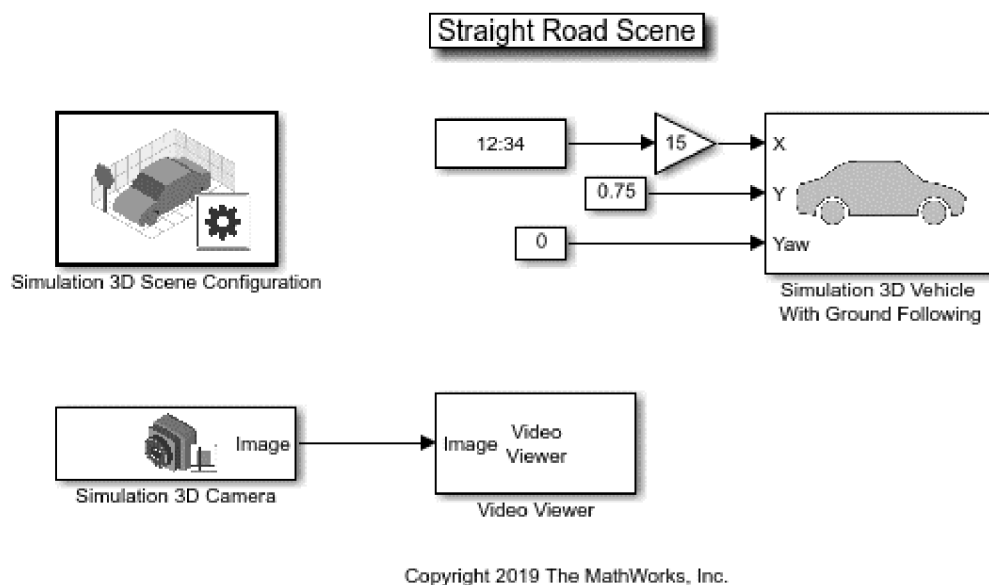 Straight Road Scene
Simulation 3D Scene Configuration
12:34
15
0.75
0
X
Y
Yaw
Simulation 3D Vehicle
With Ground Following
Image
Simulation 3D Camera
Image
Video
Viewer
Video Viewer
Copyright 2019 The MathWorks, Inc.